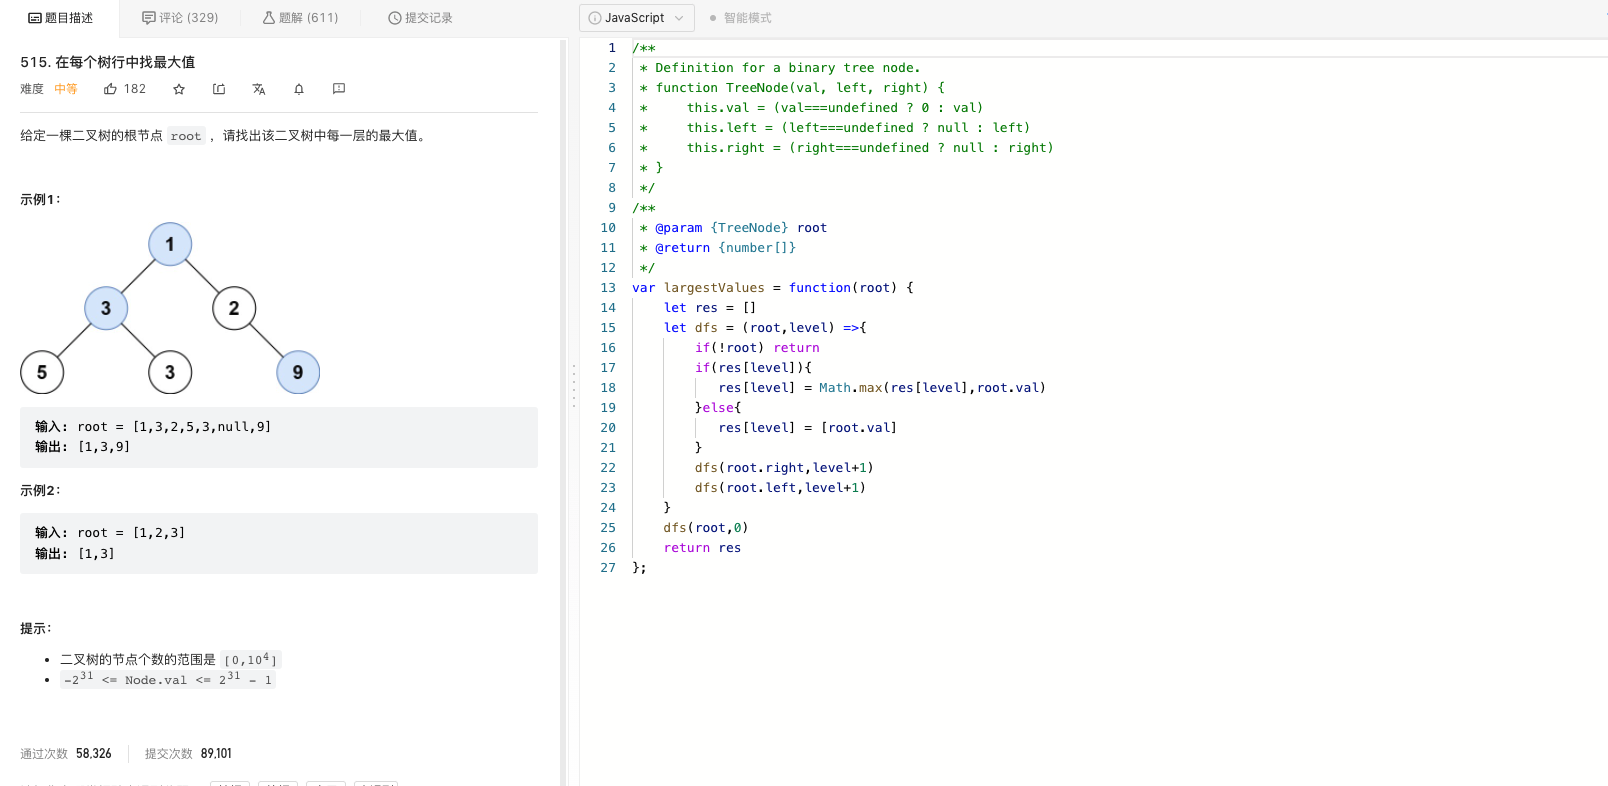 题目描述
评论 (329)
题解 (611)
提交记录
515. 在每个树行中找最大值
难度 中等 182
给定一棵二叉树的根节点 root ，请找出该二叉树中每一层的最大值。
示例1：
1
3
2
5
3
9
输入: root = [1,3,2,5,3,null,9]
输出: [1,3,9]
示例2：
输入: root = [1,2,3]
输出: [1,3]
提示：
• 二叉树的节点个数的范围是 [0,10⁴]
• -2³¹ <= Node.val <= 2³¹ - 1
通过次数 58,326 提交次数 89,101
JavaScript
智能模式
1 /**
2 * Definition for a binary tree node.
3 * function TreeNode(val, left, right) {
4 *     this.val = (val===undefined ? 0 : val)
5 *     this.left = (left===undefined ? null : left)
6 *     this.right = (right===undefined ? null : right)
7 * }
8 */
9 /**
10 * @param {TreeNode} root
11 * @return {number[]}
12 */
13 var largestValues = function(root) {
14     let res = []
15     let dfs = (root,level) =>{
16         if(!root) return
17         if(res[level]){
18            res[level] = Math.max(res[level],root.val)
19         }else{
20            res[level] = [root.val]
21         }
22         dfs(root.right,level+1)
23         dfs(root.left,level+1)
24     }
25     dfs(root,0)
26     return res
27 };